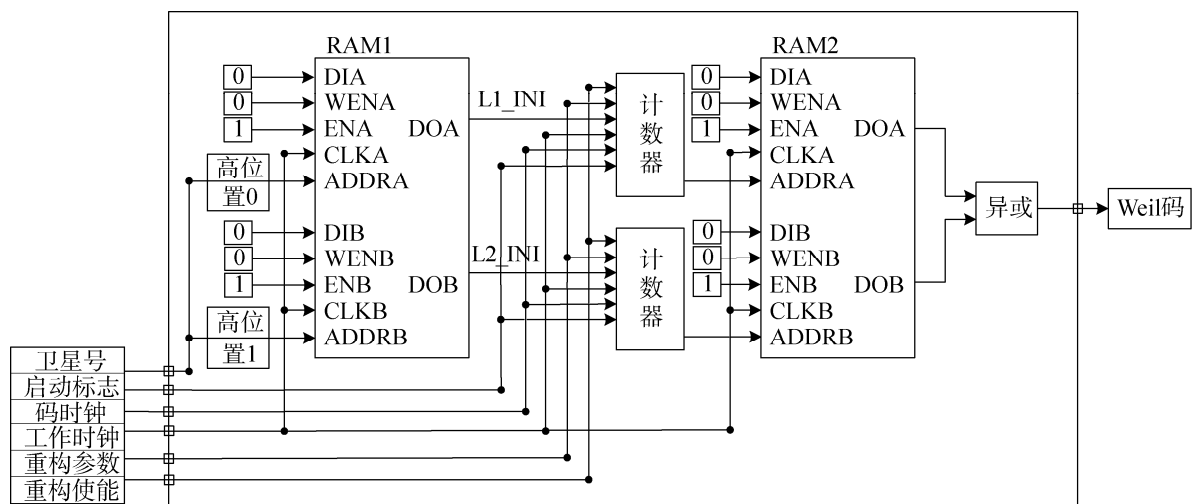 RAM1
RAM2
0
DIA
0
WENA
1
ENA
DOA
CLKA
高位
置0
ADDRA
0
DIB
0
WENB
1
ENB
DOB
CLKB
高位
置1
ADDRB
L1_INI
L2_INI
计
数
器
计
数
器
0
DIA
0
WENA
1
ENA
DOA
CLKA
ADDRA
0
DIB
0
WENB
1
ENB
DOB
CLKB
ADDRB
异或
Weil码
卫星号
启动标志
码时钟
工作时钟
重构参数
重构使能